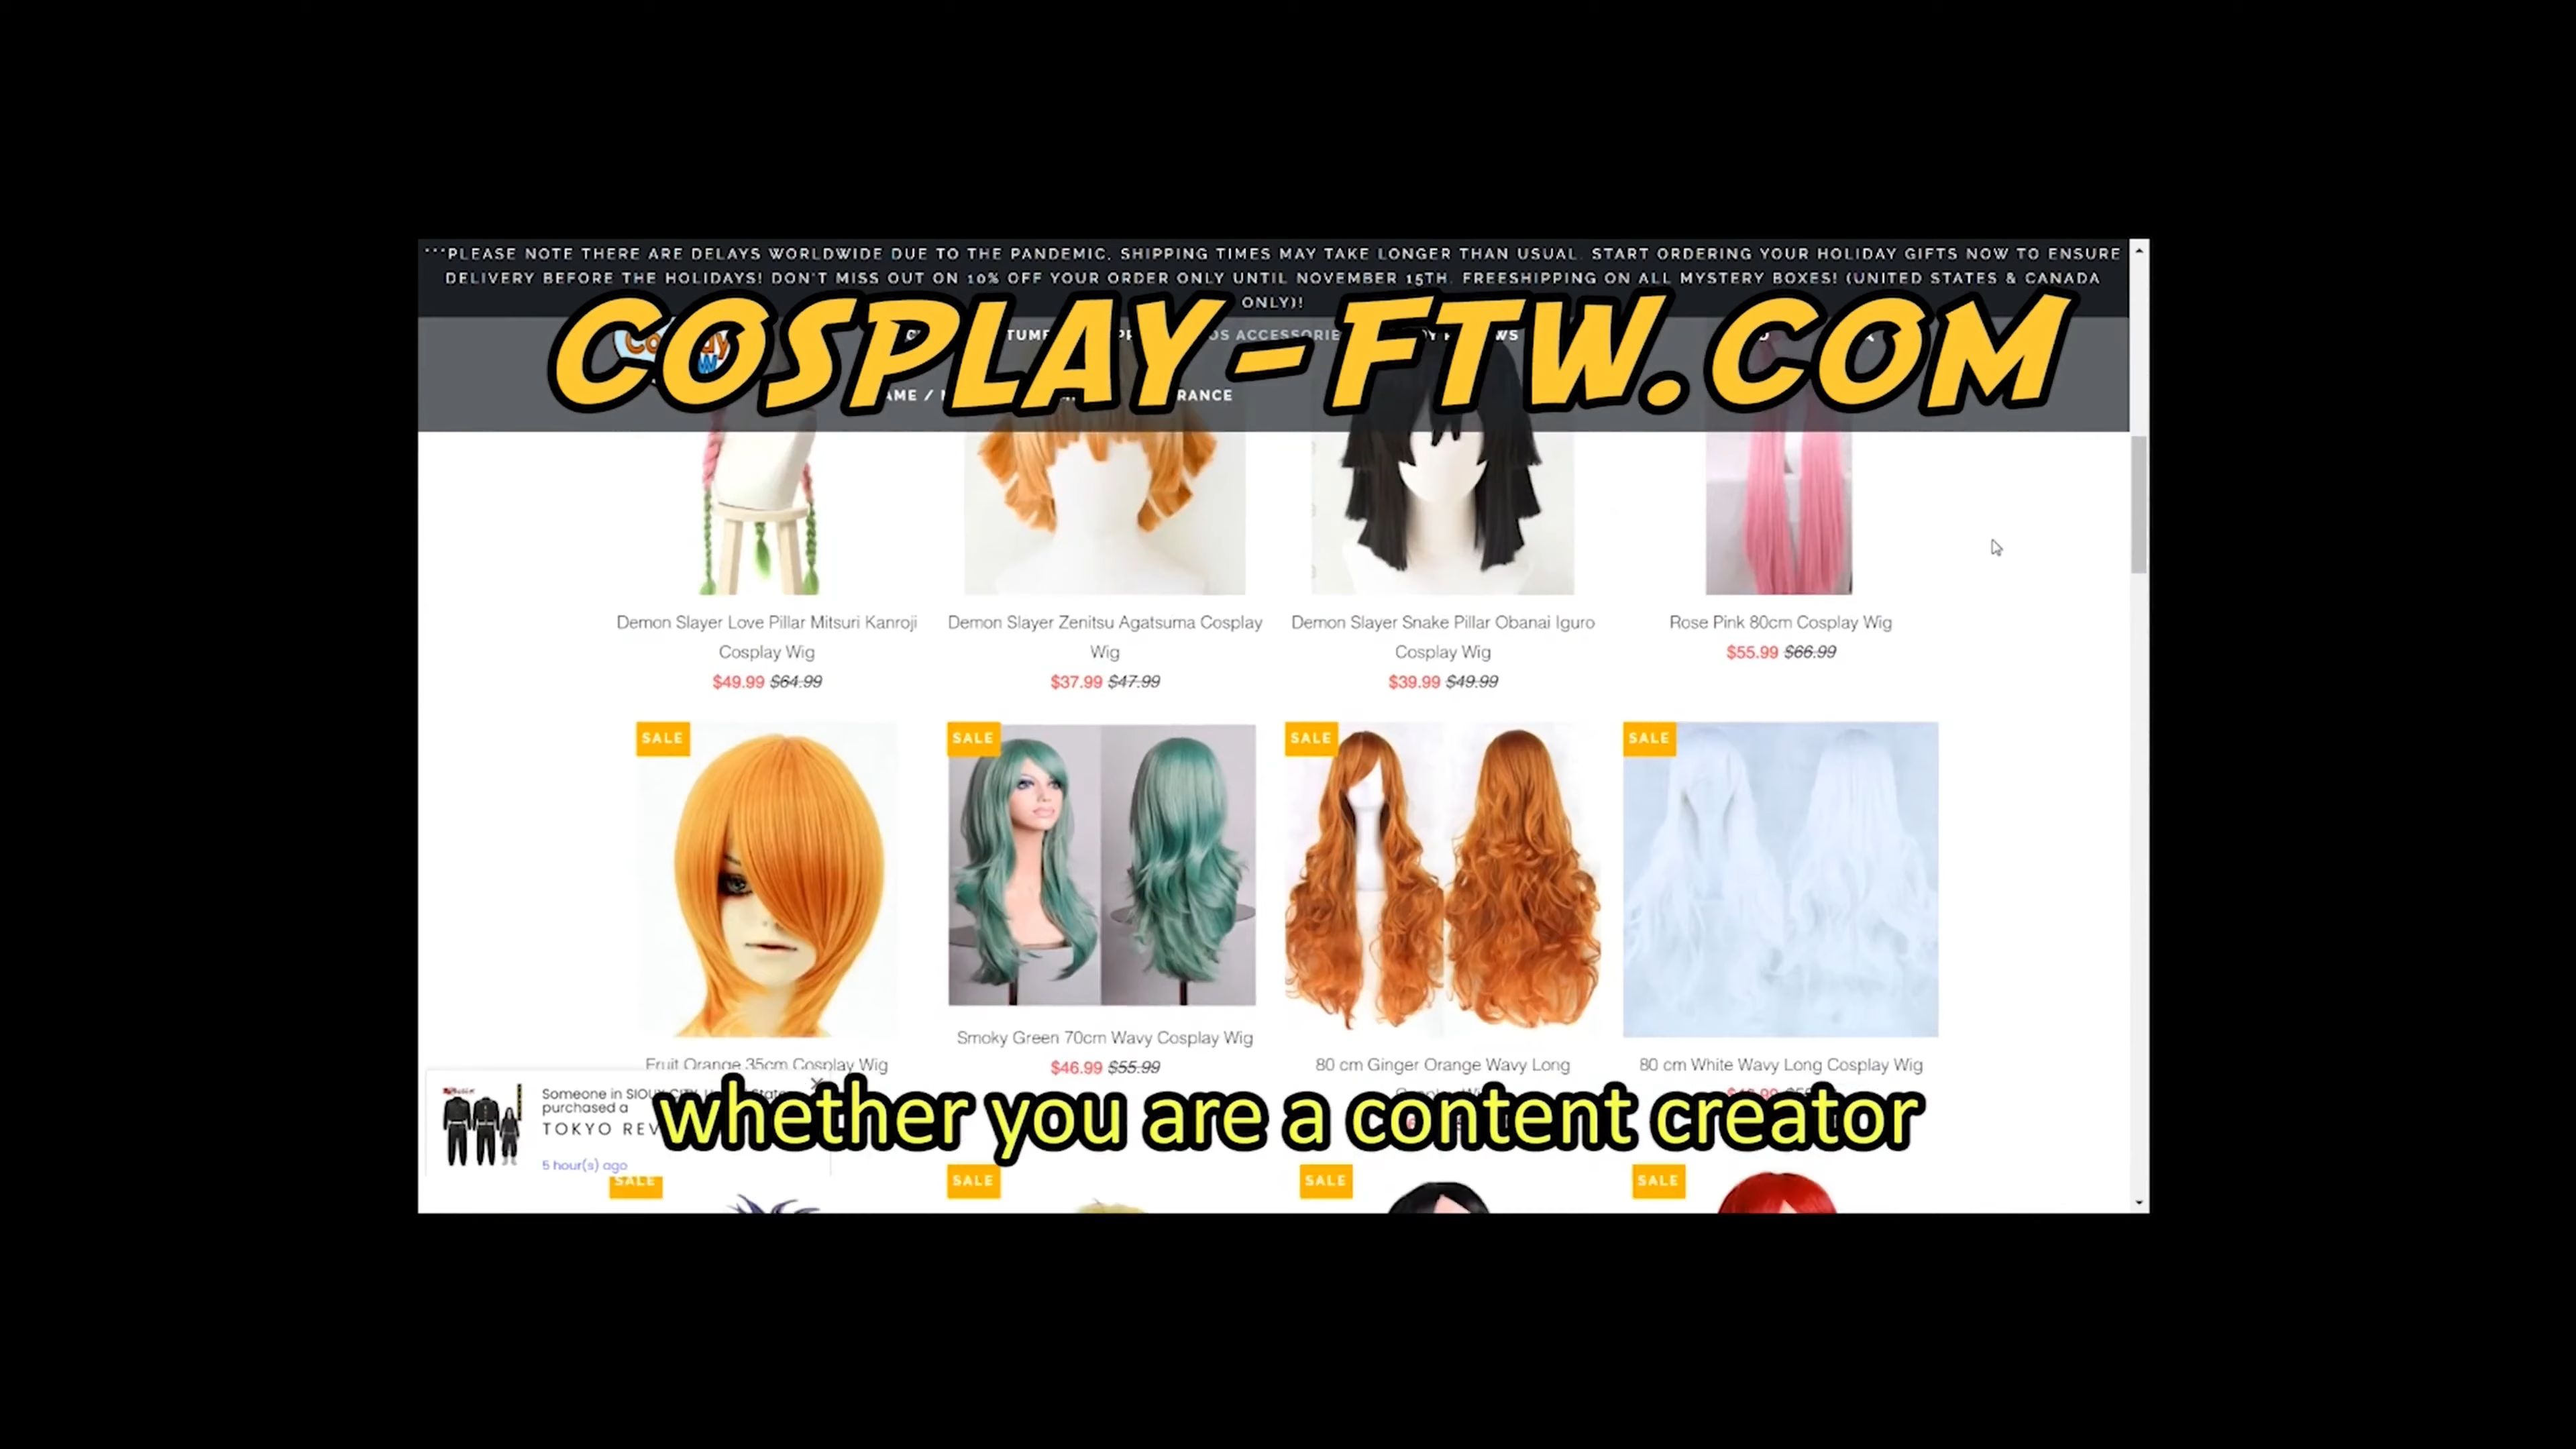 ***PLEASE NOTE THERE ARE DELAYS WORLDWIDE DUE TO THE PANDEMIC, SHIPPING TIMES MAY TAKE LONGER THAN USUAL. START ORDERING YOUR HOLIDAY GIFTS NOW TO ENSURE
DELIVERY BEFORE THE HOLIDAYS! DON'T MISS OUT ON 10% OFF YOUR ORDER ONLY UNTIL NOVEMBER 15TH. FREESHIPPING ON ALL MYSTERY BOXES! (UNITED STATES & CANADA
ONLY)!
COSPLAY-FTW.COM
Demon Slayer Love Pillar Mitsuri Kanroji
Cosplay Wig
$49.99 $64.99
Demon Slayer Zenitsu Agatsuma Cosplay
Wig
$37.99 $47.99
Demon Slayer Snake Pillar Obanai Iguro
Cosplay Wig
$39.99 $49.99
Rose Pink 80cm Cosplay Wig
$55.99 $66.99
SALE
SALE
SALE
SALE
Fruit Orange 35cm Cosplay Wig
Smoky Green 70cm Wavy Cosplay Wig
$46.99 $55.99
80 cm Ginger Orange Wavy Long
80 cm White Wavy Long Cosplay Wig
Someone in SIOUX CITY,
purchased a
TOKYO REV
5 hour(s) ago
whether you are a content creator
SALE
SALE
SALE
SALE